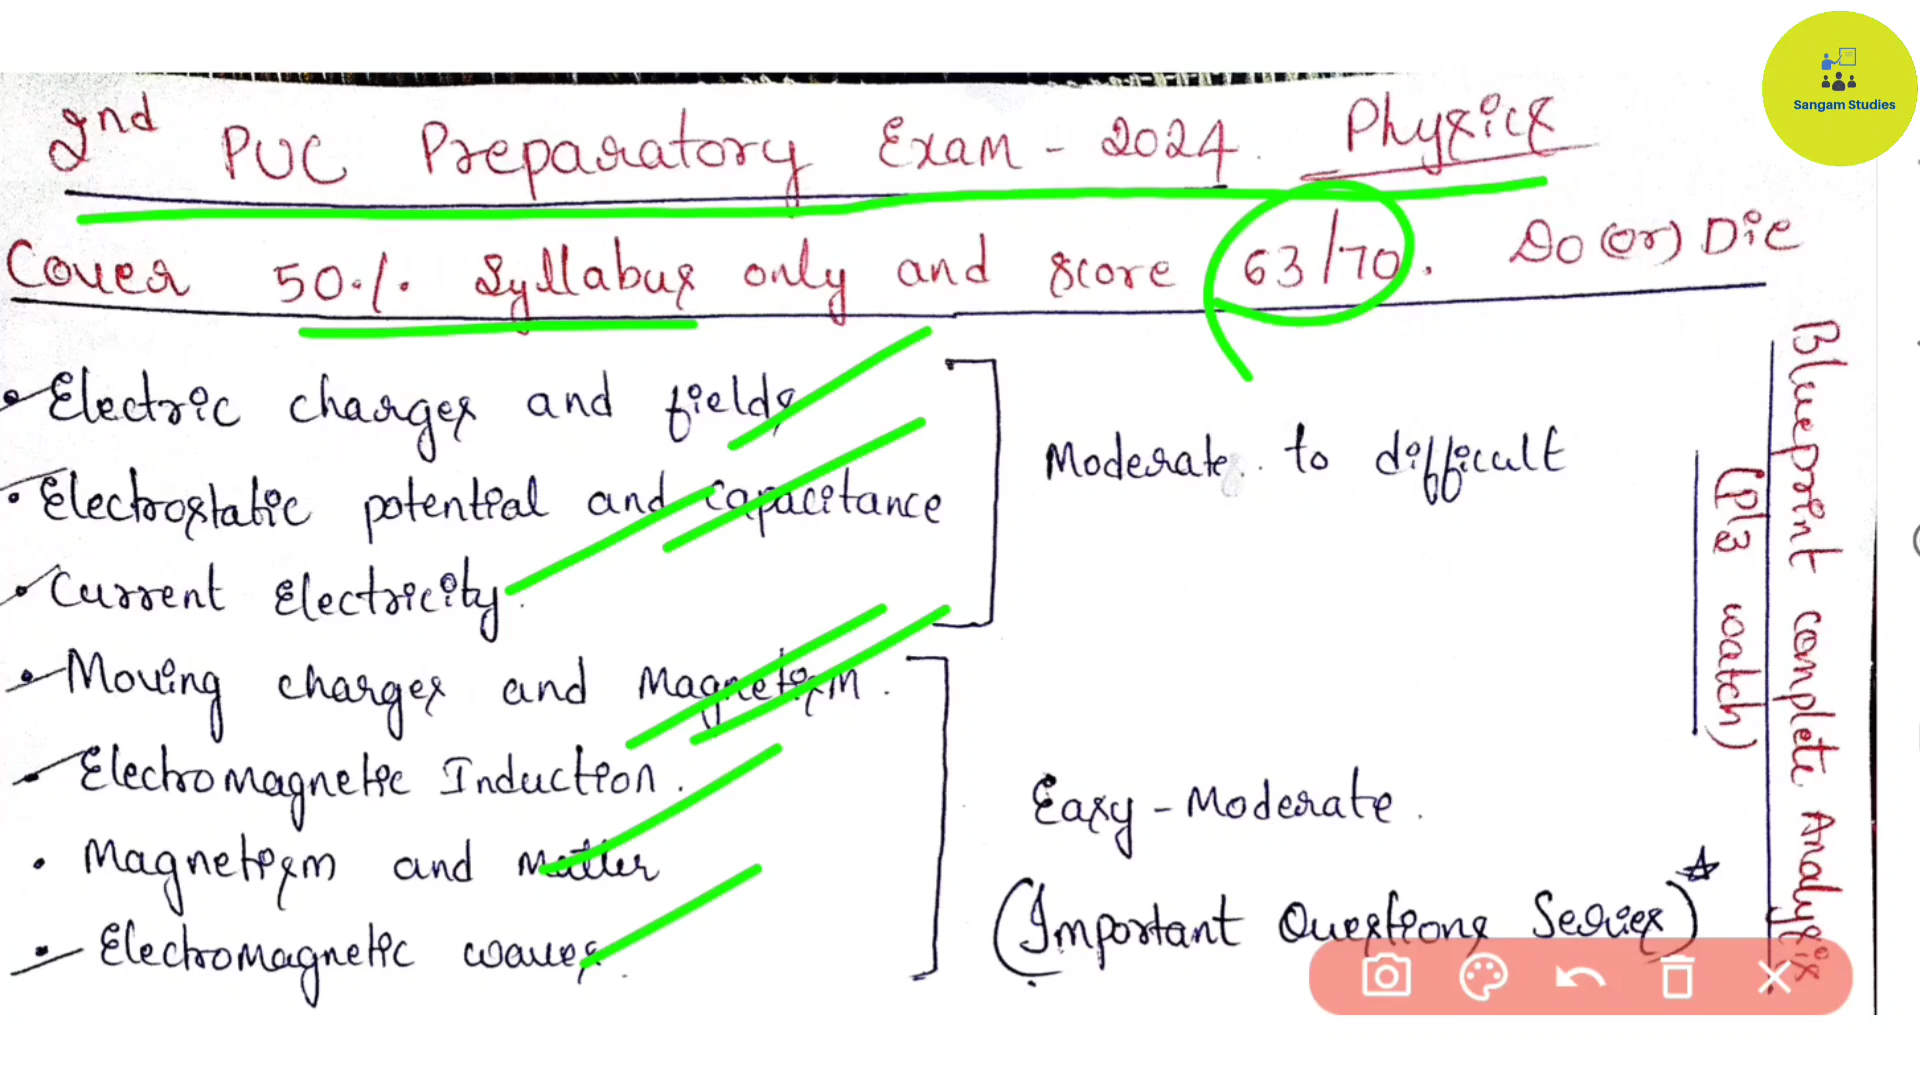 Sangam Studies
2nd PUC Preparatory Exam - 2024. Physics
Cover 50./. Syllabus only and score 63/70. Do (or) Die
• Electric charges and fields
• Electrostatic potential and capacitance
• Current Electricity.
Moderate to difficult
• Moving charges and Magnetism.
• Electromagnetic Induction.
• Magnetism and Matter
• Electromagnetic waves.
Easy - Moderate.
(Important Questions Series)
Blueprint complete Analysis
(pls watch)